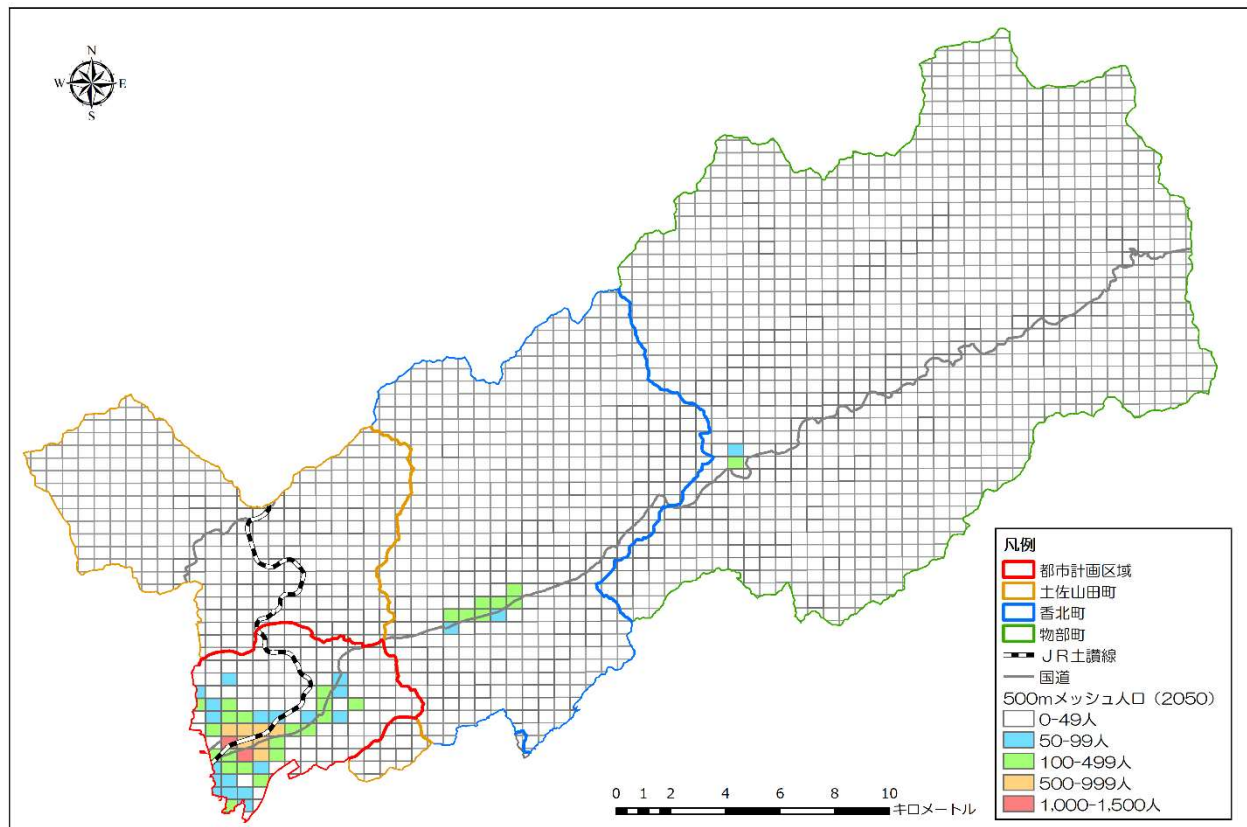 N
W E
S
凡例
都市計画区域
土佐山田町
香北町
物部町
JR土讃線
国道
500mメッシュ人口（2050）
0-49人
50-99人
100-499人
500-999人
1,000-1,500人
0 1 2 4 6 8 10
キロメートル